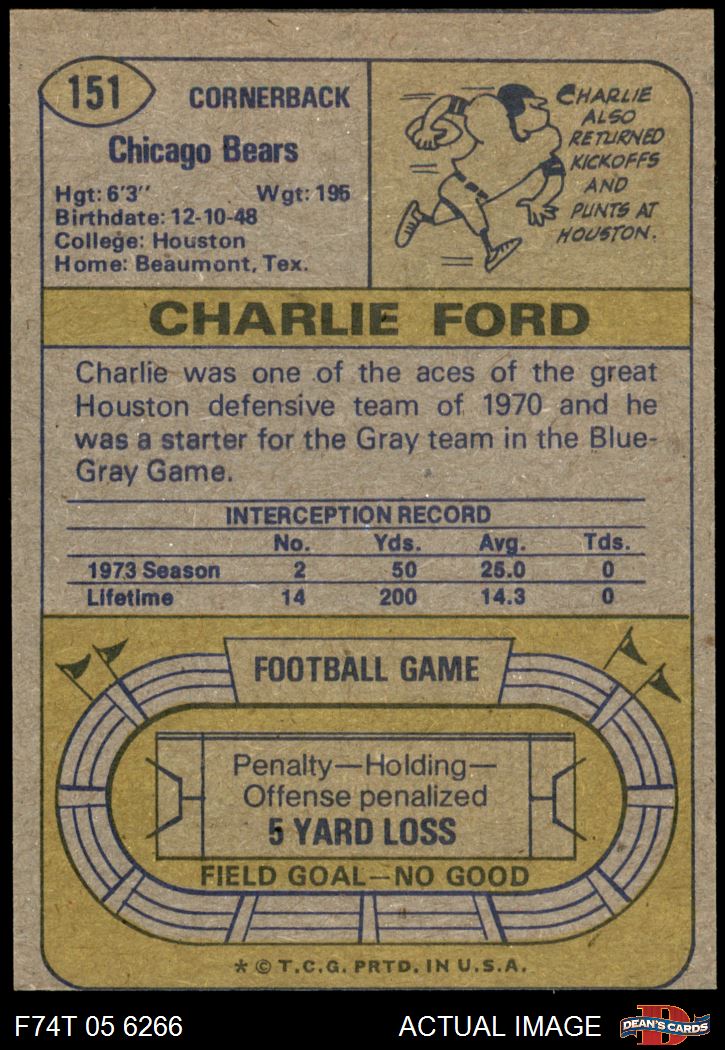 151
CORNERBACK
Chicago Bears
Hgt: 6'3" Wgt: 195
Birthdate: 12-10-48
College: Houston
Home: Beaumont, Tex.
CHARLIE
ALSO
RETURNED
KICKOFFS
AND
PUNTS AT
HOUSTON.
CHARLIE FORD
Charlie was one of the aces of the great
Houston defensive team of 1970 and he
was a starter for the Gray team in the Blue-
Gray Game.
INTERCEPTION RECORD
No. Yds. Avg. Tds.
1973 Season 2 50 25.0 0
Lifetime 14 200 14.3 0
FOOTBALL GAME
Penalty—Holding—
Offense penalized
5 YARD LOSS
FIELD GOAL—NO GOOD
* © T.C.G. PRTD. IN U.S.A.
F74T 05 6266 ACTUAL IMAGE
D
DEAN'S CARDS